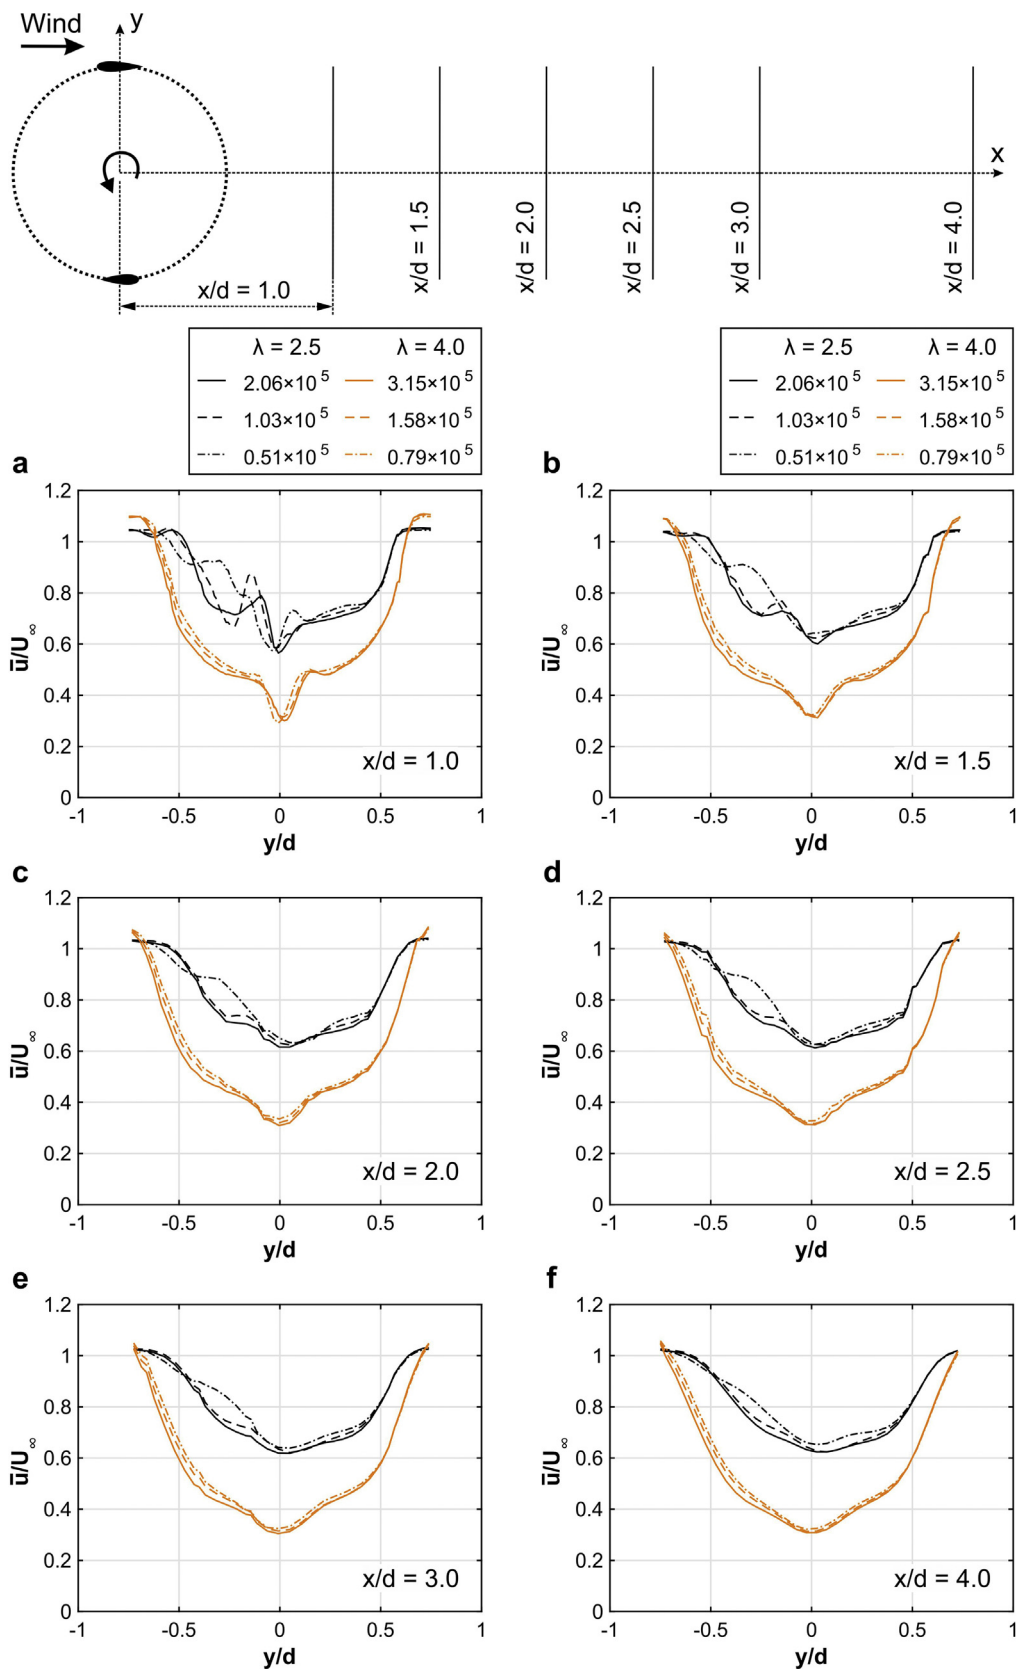 Wind
y
x
x/d = 1.0
x/d = 1.5
x/d = 2.0
x/d = 2.5
x/d = 3.0
x/d = 4.0
λ = 2.5 λ = 4.0
2.06×10⁵ 3.15×10⁵
1.03×10⁵ 1.58×10⁵
0.51×10⁵ 0.79×10⁵
λ = 2.5 λ = 4.0
2.06×10⁵ 3.15×10⁵
1.03×10⁵ 1.58×10⁵
0.51×10⁵ 0.79×10⁵
a
1.2
1
0.8
0.6
0.4
0.2
0
u̅/U∞
x/d = 1.0
-1 -0.5 0 0.5 1
y/d
b
1.2
1
0.8
0.6
0.4
0.2
0
u̅/U∞
x/d = 1.5
-1 -0.5 0 0.5 1
y/d
c
1.2
1
0.8
0.6
0.4
0.2
0
u̅/U∞
x/d = 2.0
-1 -0.5 0 0.5 1
y/d
d
1.2
1
0.8
0.6
0.4
0.2
0
u̅/U∞
x/d = 2.5
-1 -0.5 0 0.5 1
y/d
e
1.2
1
0.8
0.6
0.4
0.2
0
u̅/U∞
x/d = 3.0
-1 -0.5 0 0.5 1
y/d
f
1.2
1
0.8
0.6
0.4
0.2
0
u̅/U∞
x/d = 4.0
-1 -0.5 0 0.5 1
y/d